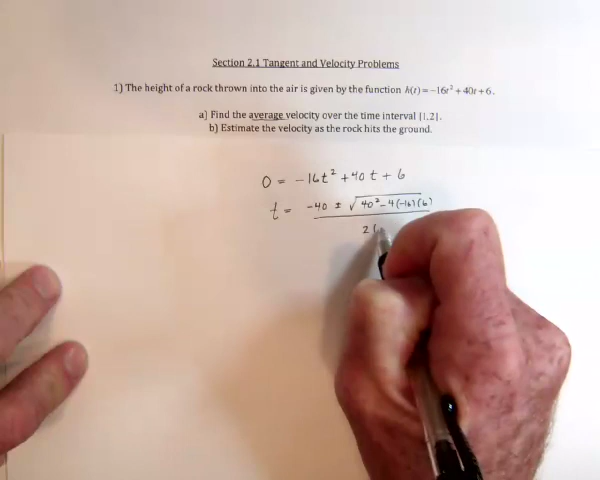 Section 2.1 Tangent and Velocity Problems
1) The height of a rock thrown into the air is given by the function h(t) = −16t² + 40t + 6.
a) Find the average velocity over the time interval [1,2].
b) Estimate the velocity as the rock hits the ground.
0 = −16t² + 40t + 6
t = −40 ± √40² − 4(−16)(6)
2(